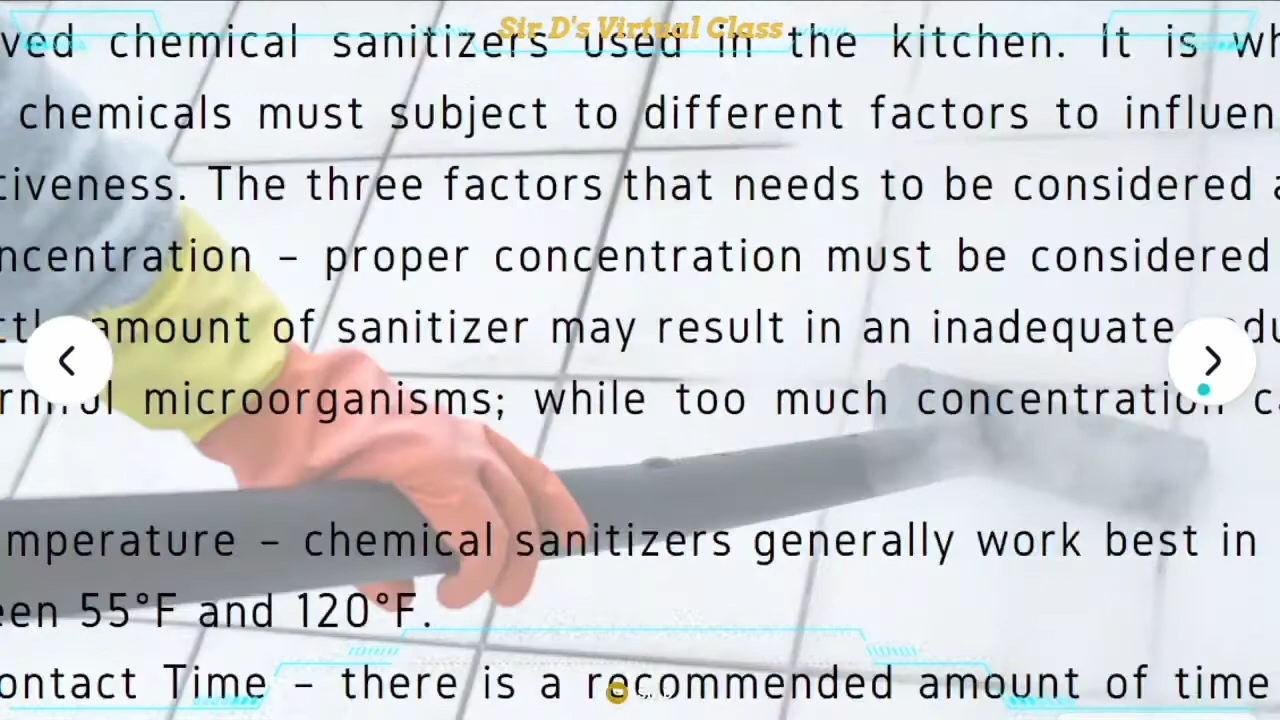 Sir D's Virtual Class
ved chemical sanitizers used in the kitchen. It is wh
chemicals must subject to different factors to influen
tiveness. The three factors that needs to be considered a
ncentration – proper concentration must be considered
amount of sanitizer may result in an inadequate
microorganisms; while too much concentration c
mperature – chemical sanitizers generally work best in
een 55°F and 120°F.
ontact Time – there is a recommended amount of time